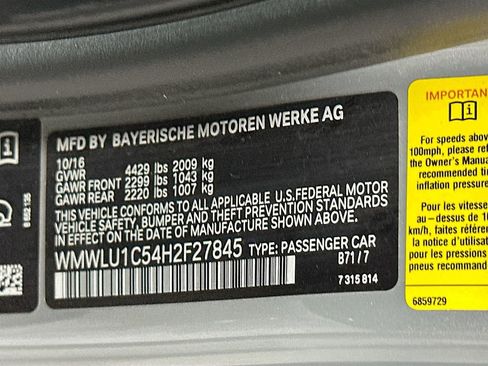 MFD BY BAYERISCHE MOTOREN WERKE AG
10/16
GVWR 4429 lbs 2009 kg
GAWR FRONT 2299 lbs 1043 kg
GAWR REAR 2220 lbs 1007 kg
THIS VEHICLE CONFORMS TO ALL APPLICABLE U.S. FEDERAL MOTOR
VEHICLE SAFETY, BUMPER AND THEFT PREVENTION STANDARDS IN
EFFECT ON THE DATE OF MANUFACTURE SHOWN ABOVE.
WMWLU1C54H2F27845 TYPE: PASSENGER CAR
B71 / 7
7 315 814
IMPORTAN
For speeds above
100mph, please ref
the Owner's Manua
recommended tir
inflation pressure
Pour les vitesse
au-dessus de 10
km/h, référez-vou
la notice d'utilisat
pour les pression
pneus recommand
6859729